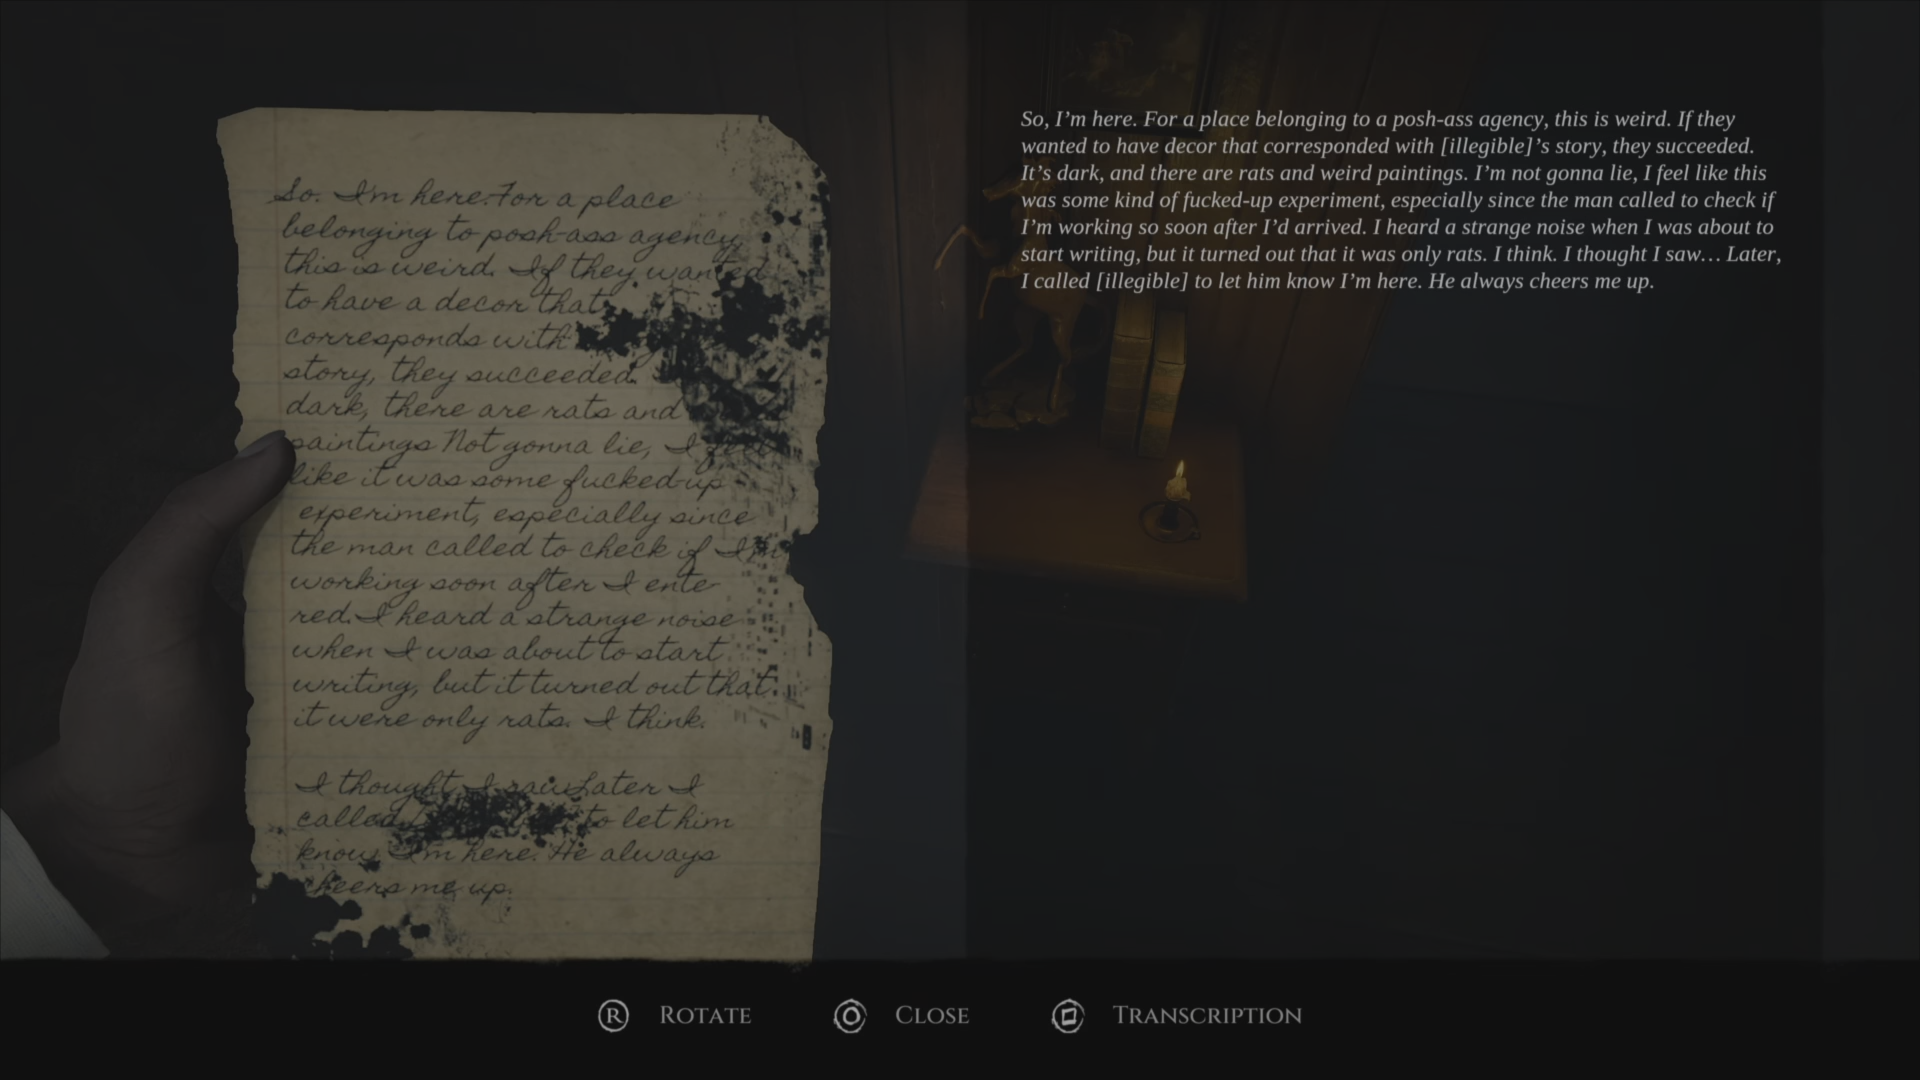 So. I'm here. For a place
belonging to posh-ass agency,
this is weird. If they wanted
to have a decor that
corresponds with
story, they succeeded.
dark, there are rats and
paintings Not gonna lie, I feel
like it was some fucked-up
experiment, especially since
the man called to check if I'm
working soon after I ente-
red. I heard a strange noise
when I was about to start
writing, but it turned out that
it were only rats. I think.
I thought I saw Later I
called to let him
know I'm here. He always
cheers me up.
So, I’m here. For a place belonging to a posh-ass agency, this is weird. If they
wanted to have decor that corresponded with [illegible]’s story, they succeeded.
It’s dark, and there are rats and weird paintings. I’m not gonna lie, I feel like this
was some kind of fucked-up experiment, especially since the man called to check if
I’m working so soon after I’d arrived. I heard a strange noise when I was about to
start writing, but it turned out that it was only rats. I think. I thought I saw… Later,
I called [illegible] to let him know I’m here. He always cheers me up.
R ROTATE CLOSE TRANSCRIPTION